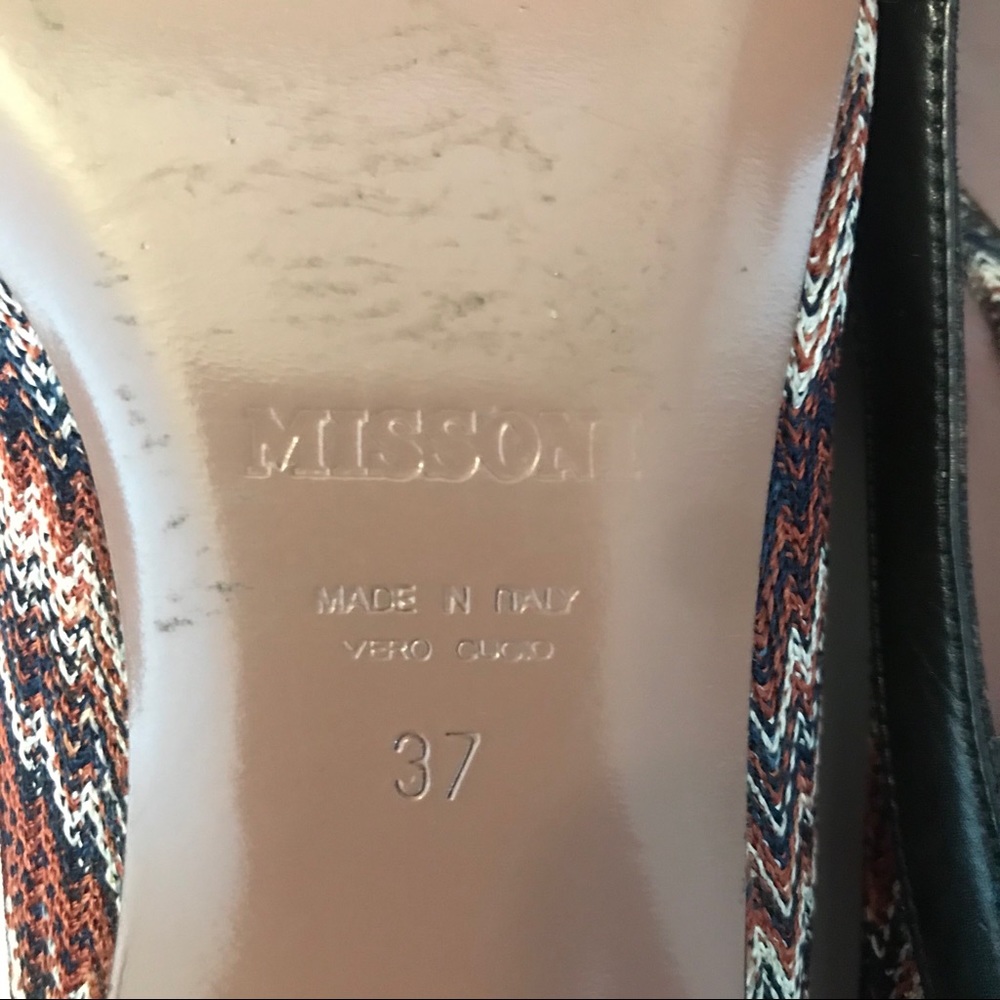 MISSONI
MADE IN ITALY
VERO CUOIO
37